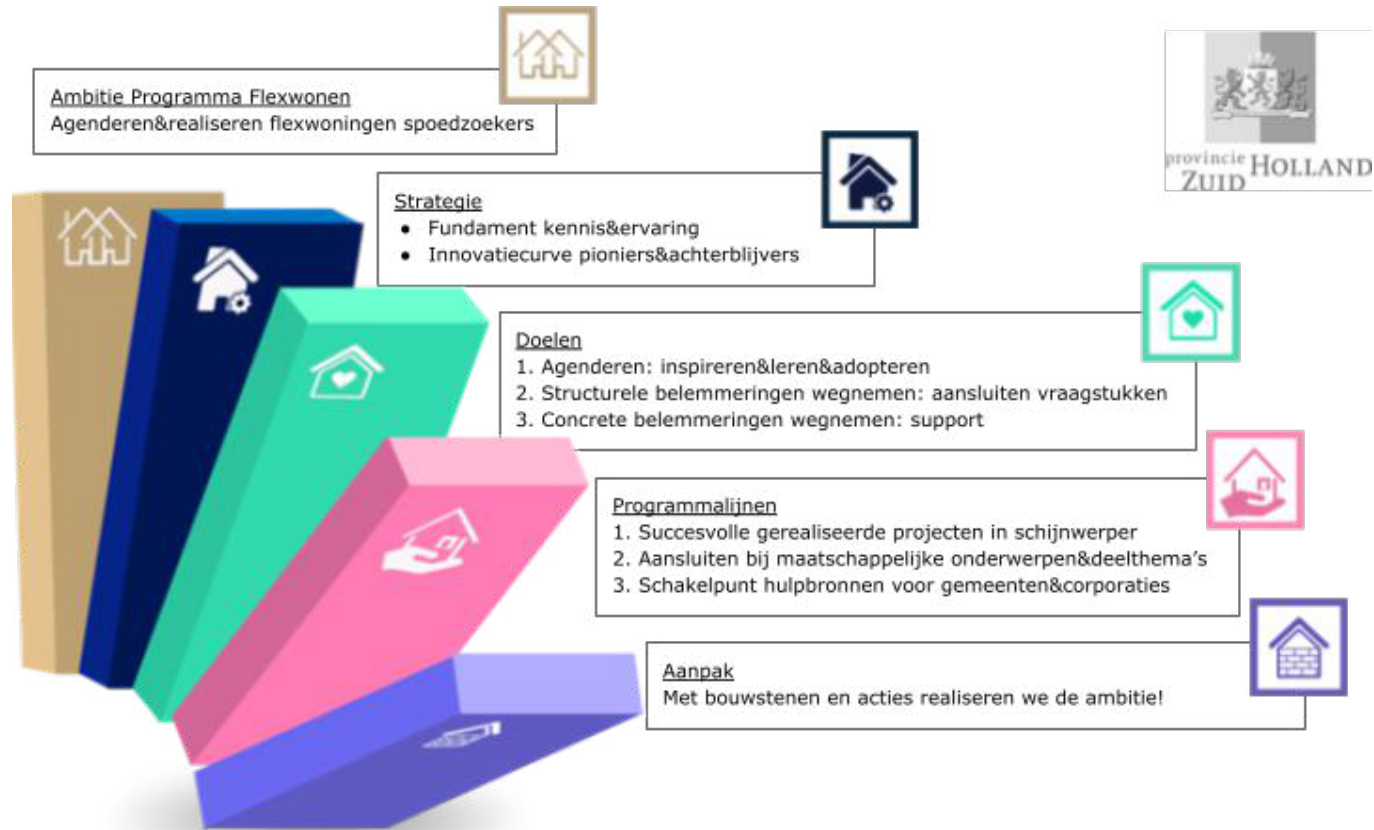 Ambitie Programma Flexwonen
Agenderen&realiseren flexwoningen spoedzoekers
provincie HOLLAND
ZUID
Strategie
● Fundament kennis&ervaring
● Innovatiecurve pioniers&achterblijvers
Doelen
1. Agenderen: inspireren&leren&adopteren
2. Structurele belemmeringen wegnemen: aansluiten vraagstukken
3. Concrete belemmeringen wegnemen: support
Programmalijnen
1. Succesvolle gerealiseerde projecten in schijnwerper
2. Aansluiten bij maatschappelijke onderwerpen&deelthema's
3. Schakelpunt hulpbronnen voor gemeenten&corporaties
Aanpak
Met bouwstenen en acties realiseren we de ambitie!